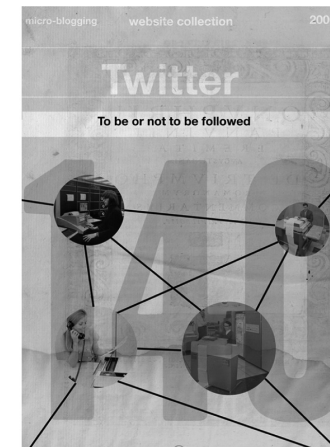 micro-blogging website collection 200
Twitter
To be or not to be followed
140